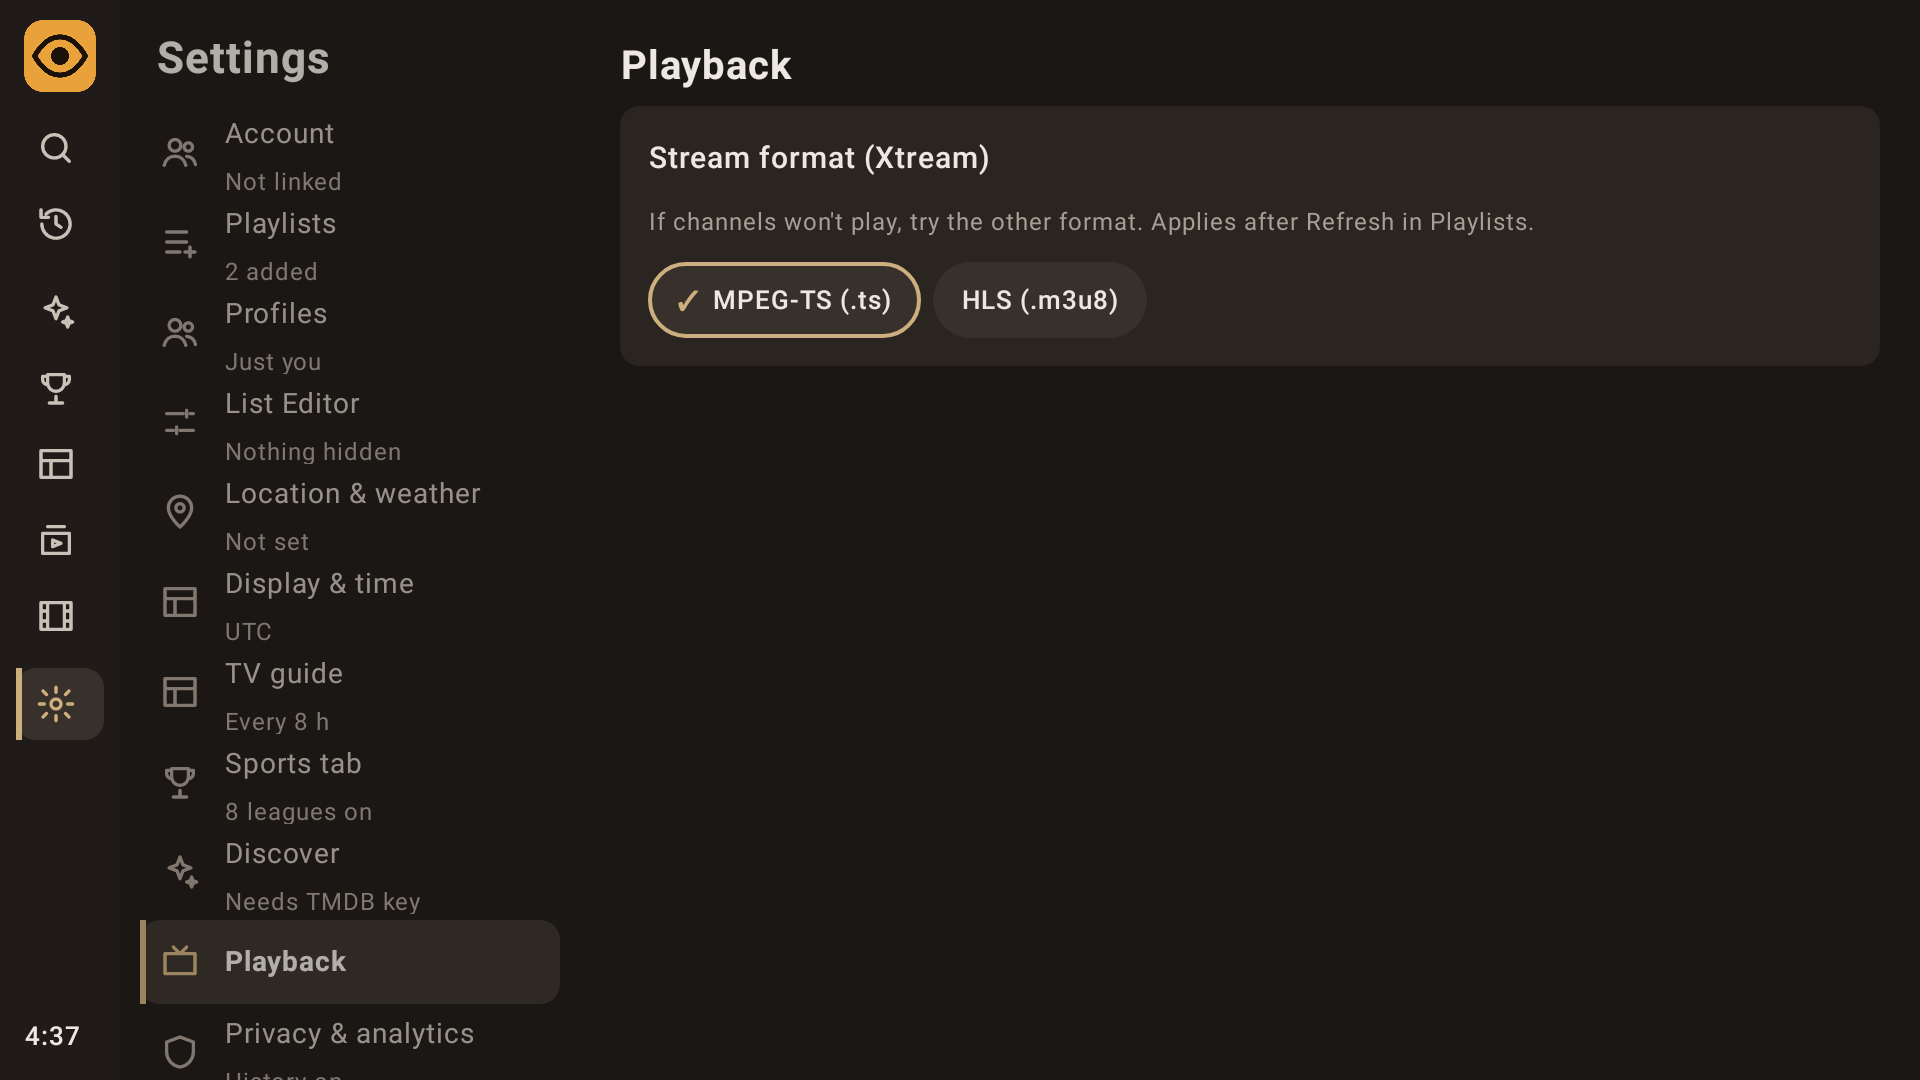 Settings
Account
Not linked
Playlists
2 added
Profiles
Just you
List Editor
Nothing hidden
Location & weather
Not set
Display & time
UTC
TV guide
Every 8 h
Sports tab
8 leagues on
Discover
Needs TMDB key
Playback
Privacy & analytics
History on
4:37
Playback
Stream format (Xtream)
If channels won't play, try the other format. Applies after Refresh in Playlists.
✓ MPEG-TS (.ts)
HLS (.m3u8)